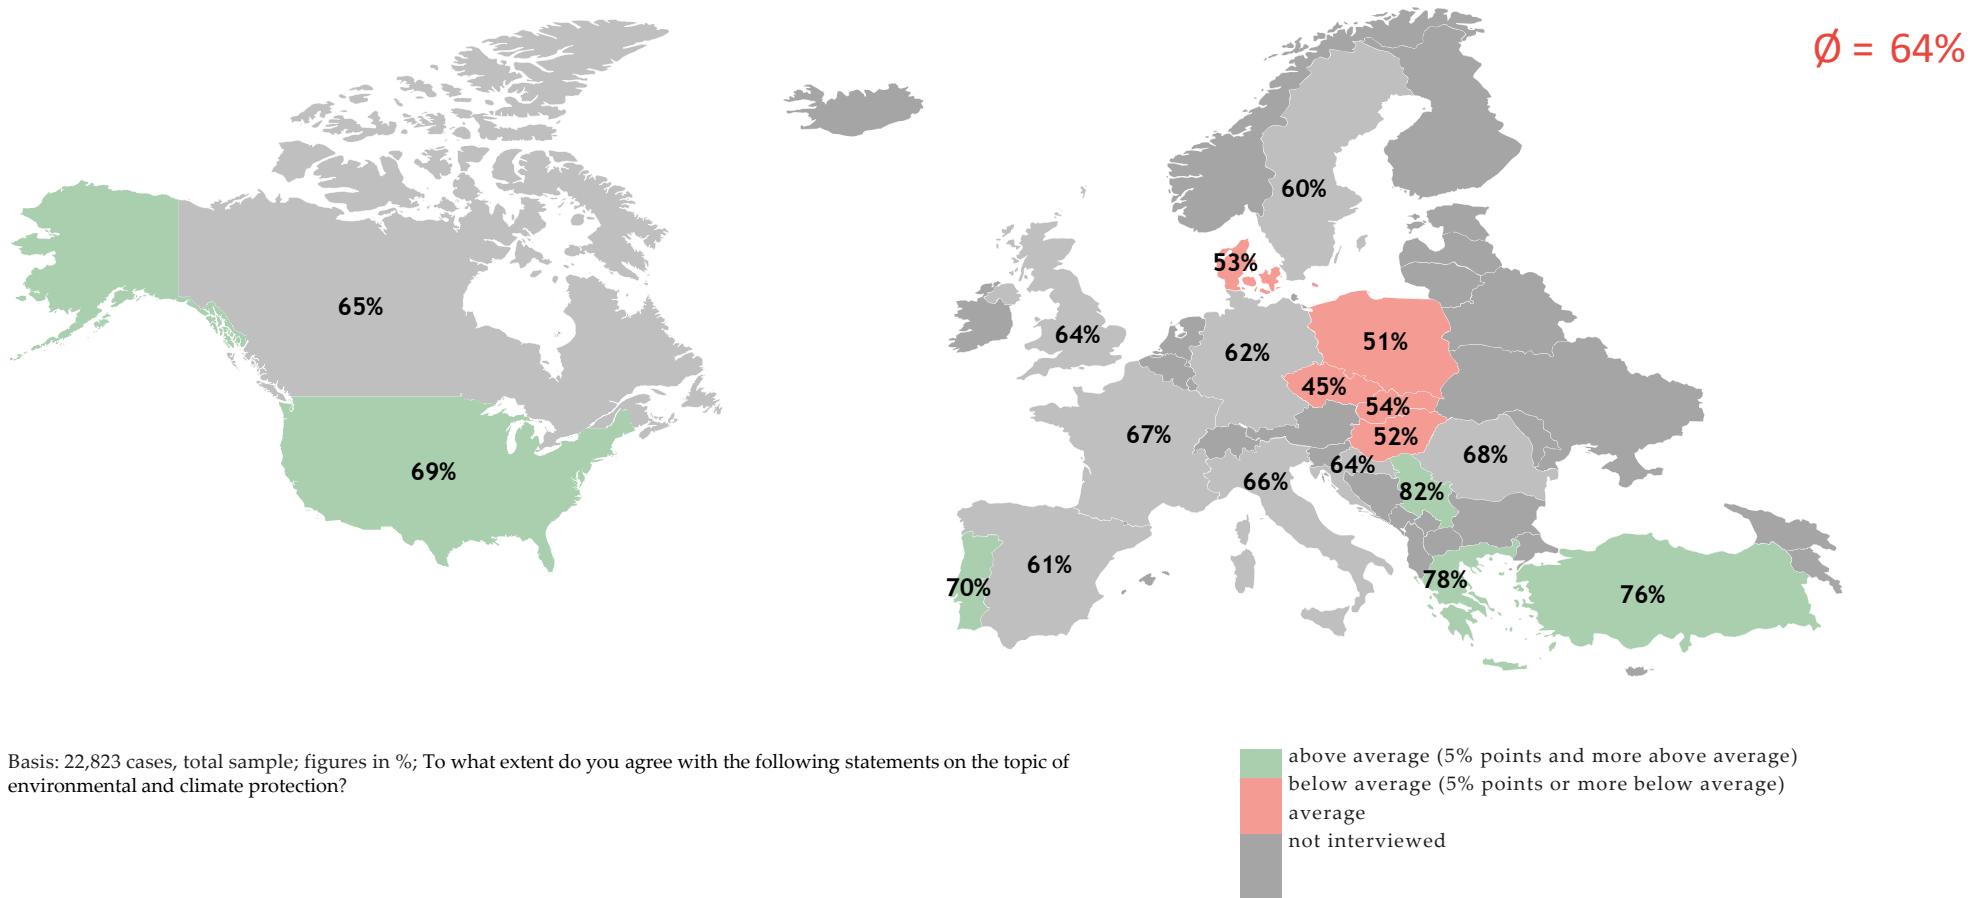 Ø = 64%
60%
53%
65%
64%
51%
62%
45%
54%
67%
52%
68%
64%
69%
66%
82%
61%
78%
70%
76%
Basis: 22,823 cases, total sample; figures in %; To what extent do you agree with the following statements on the topic of
environmental and climate protection?
above average (5% points and more above average)
below average (5% points or more below average)
average
not interviewed